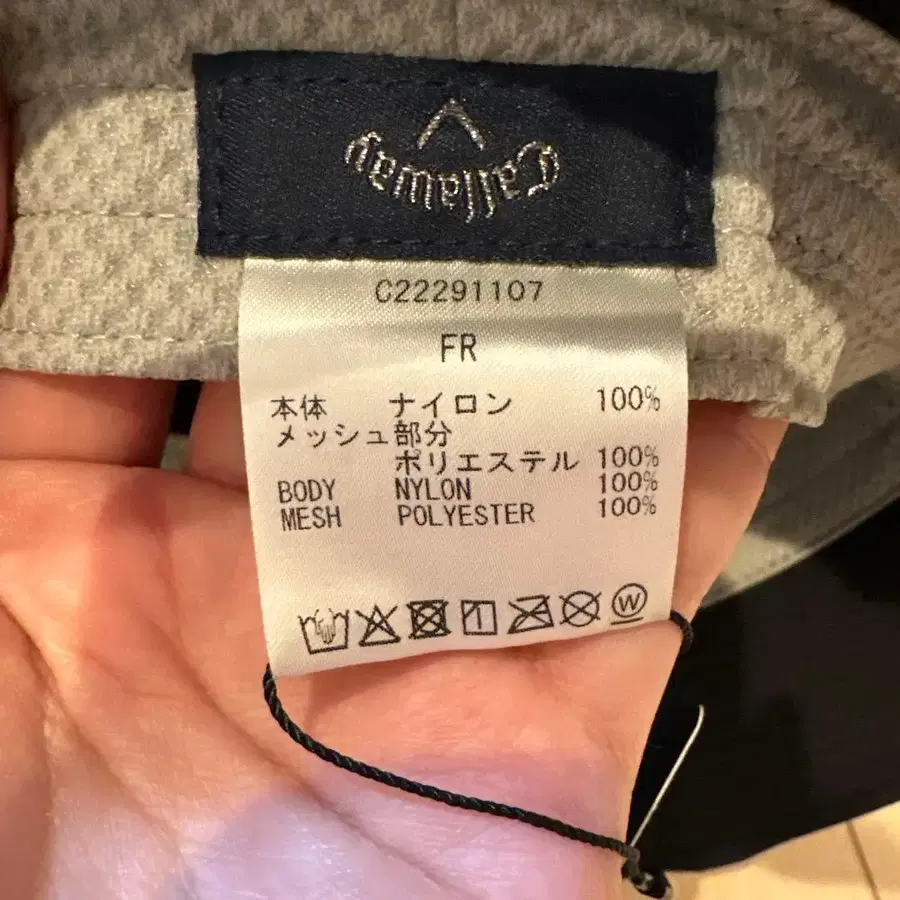 Callaway
C22291107
FR
本体 ナイロン 100%
メッシュ部分
ポリエステル 100%
BODY NYLON 100%
MESH POLYESTER 100%
W